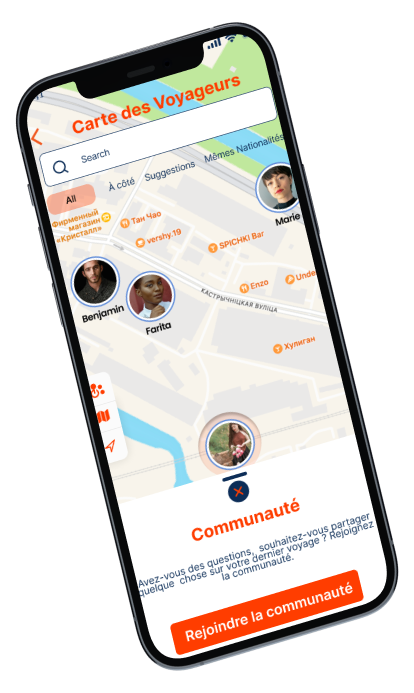 Carte des Voyageurs
Search
All
À côté
Suggestions
Mêmes Nationalités
Фирменный
магазин
«Кристалл»
Тан Чао
vershy.19
SPICHKI Bar
Marie
Benjamin
Farita
Enzo
Unde
КАСТРЫЧНІЦКАЯ ВУЛІЦА
Хулиган
Communauté
Avez-vous des questions, souhaitez-vous partager
quelque chose sur votre dernier voyage ? Rejoignez
la communauté.
Rejoindre la communauté